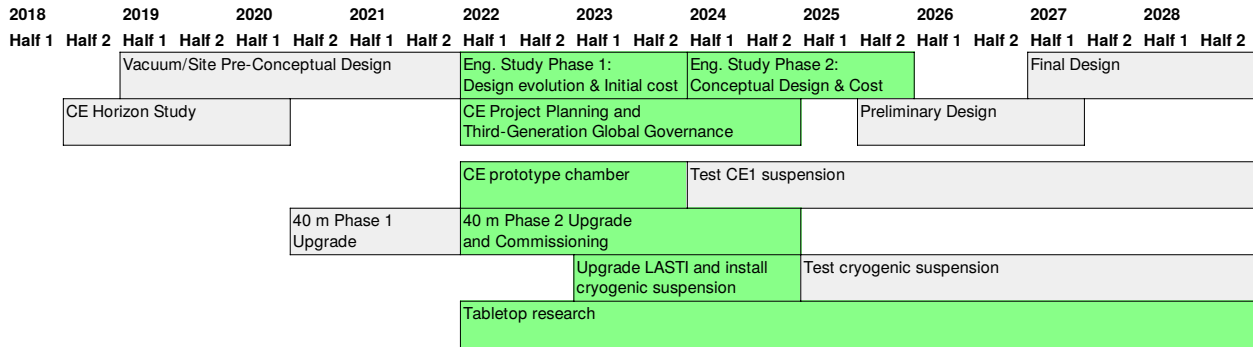 2018 2019 2020 2021 2022 2023 2024 2025 2026 2027 2028
Half 1 Half 2 Half 1 Half 2 Half 1 Half 2 Half 1 Half 2 Half 1 Half 2 Half 1 Half 2 Half 1 Half 2 Half 1 Half 2 Half 1 Half 2 Half 1 Half 2 Half 1 Half 2
Vacuum/Site Pre-Conceptual Design
Eng. Study Phase 1:
Design evolution & Initial cost
Eng. Study Phase 2:
Conceptual Design & Cost
Final Design
CE Horizon Study
CE Project Planning and
Third-Generation Global Governance
Preliminary Design
CE prototype chamber
Test CE1 suspension
40 m Phase 1
Upgrade
40 m Phase 2 Upgrade
and Commissioning
Upgrade LASTI and install
cryogenic suspension
Test cryogenic suspension
Tabletop research